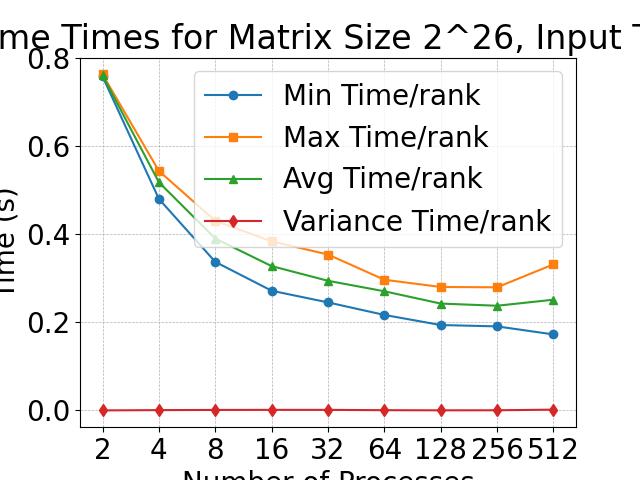 me Times for Matrix Size 2^26, Input
Time (s)
0.8
0.6
0.4
0.2
0.0
Min Time/rank
Max Time/rank
Avg Time/rank
Variance Time/rank
2 4 8 16 32 64 128 256 512
Number of Processes